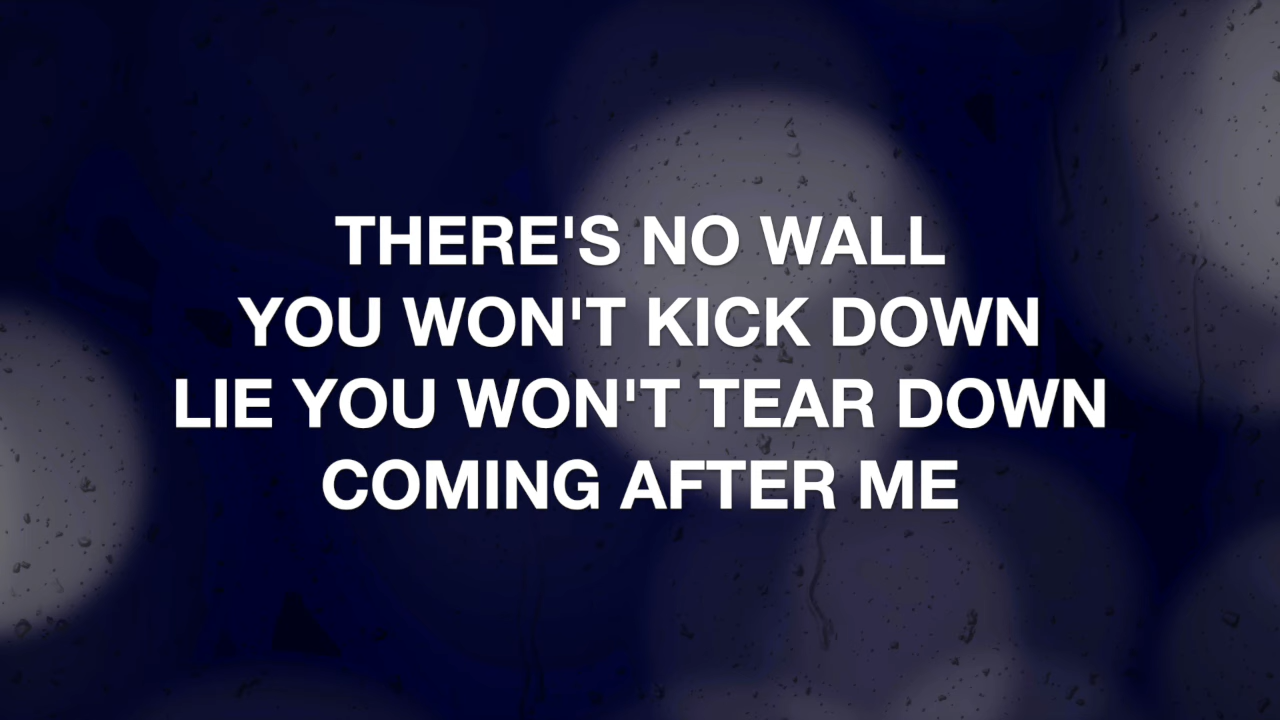 THERE'S NO WALL
YOU WON'T KICK DOWN
LIE YOU WON'T TEAR DOWN
COMING AFTER ME